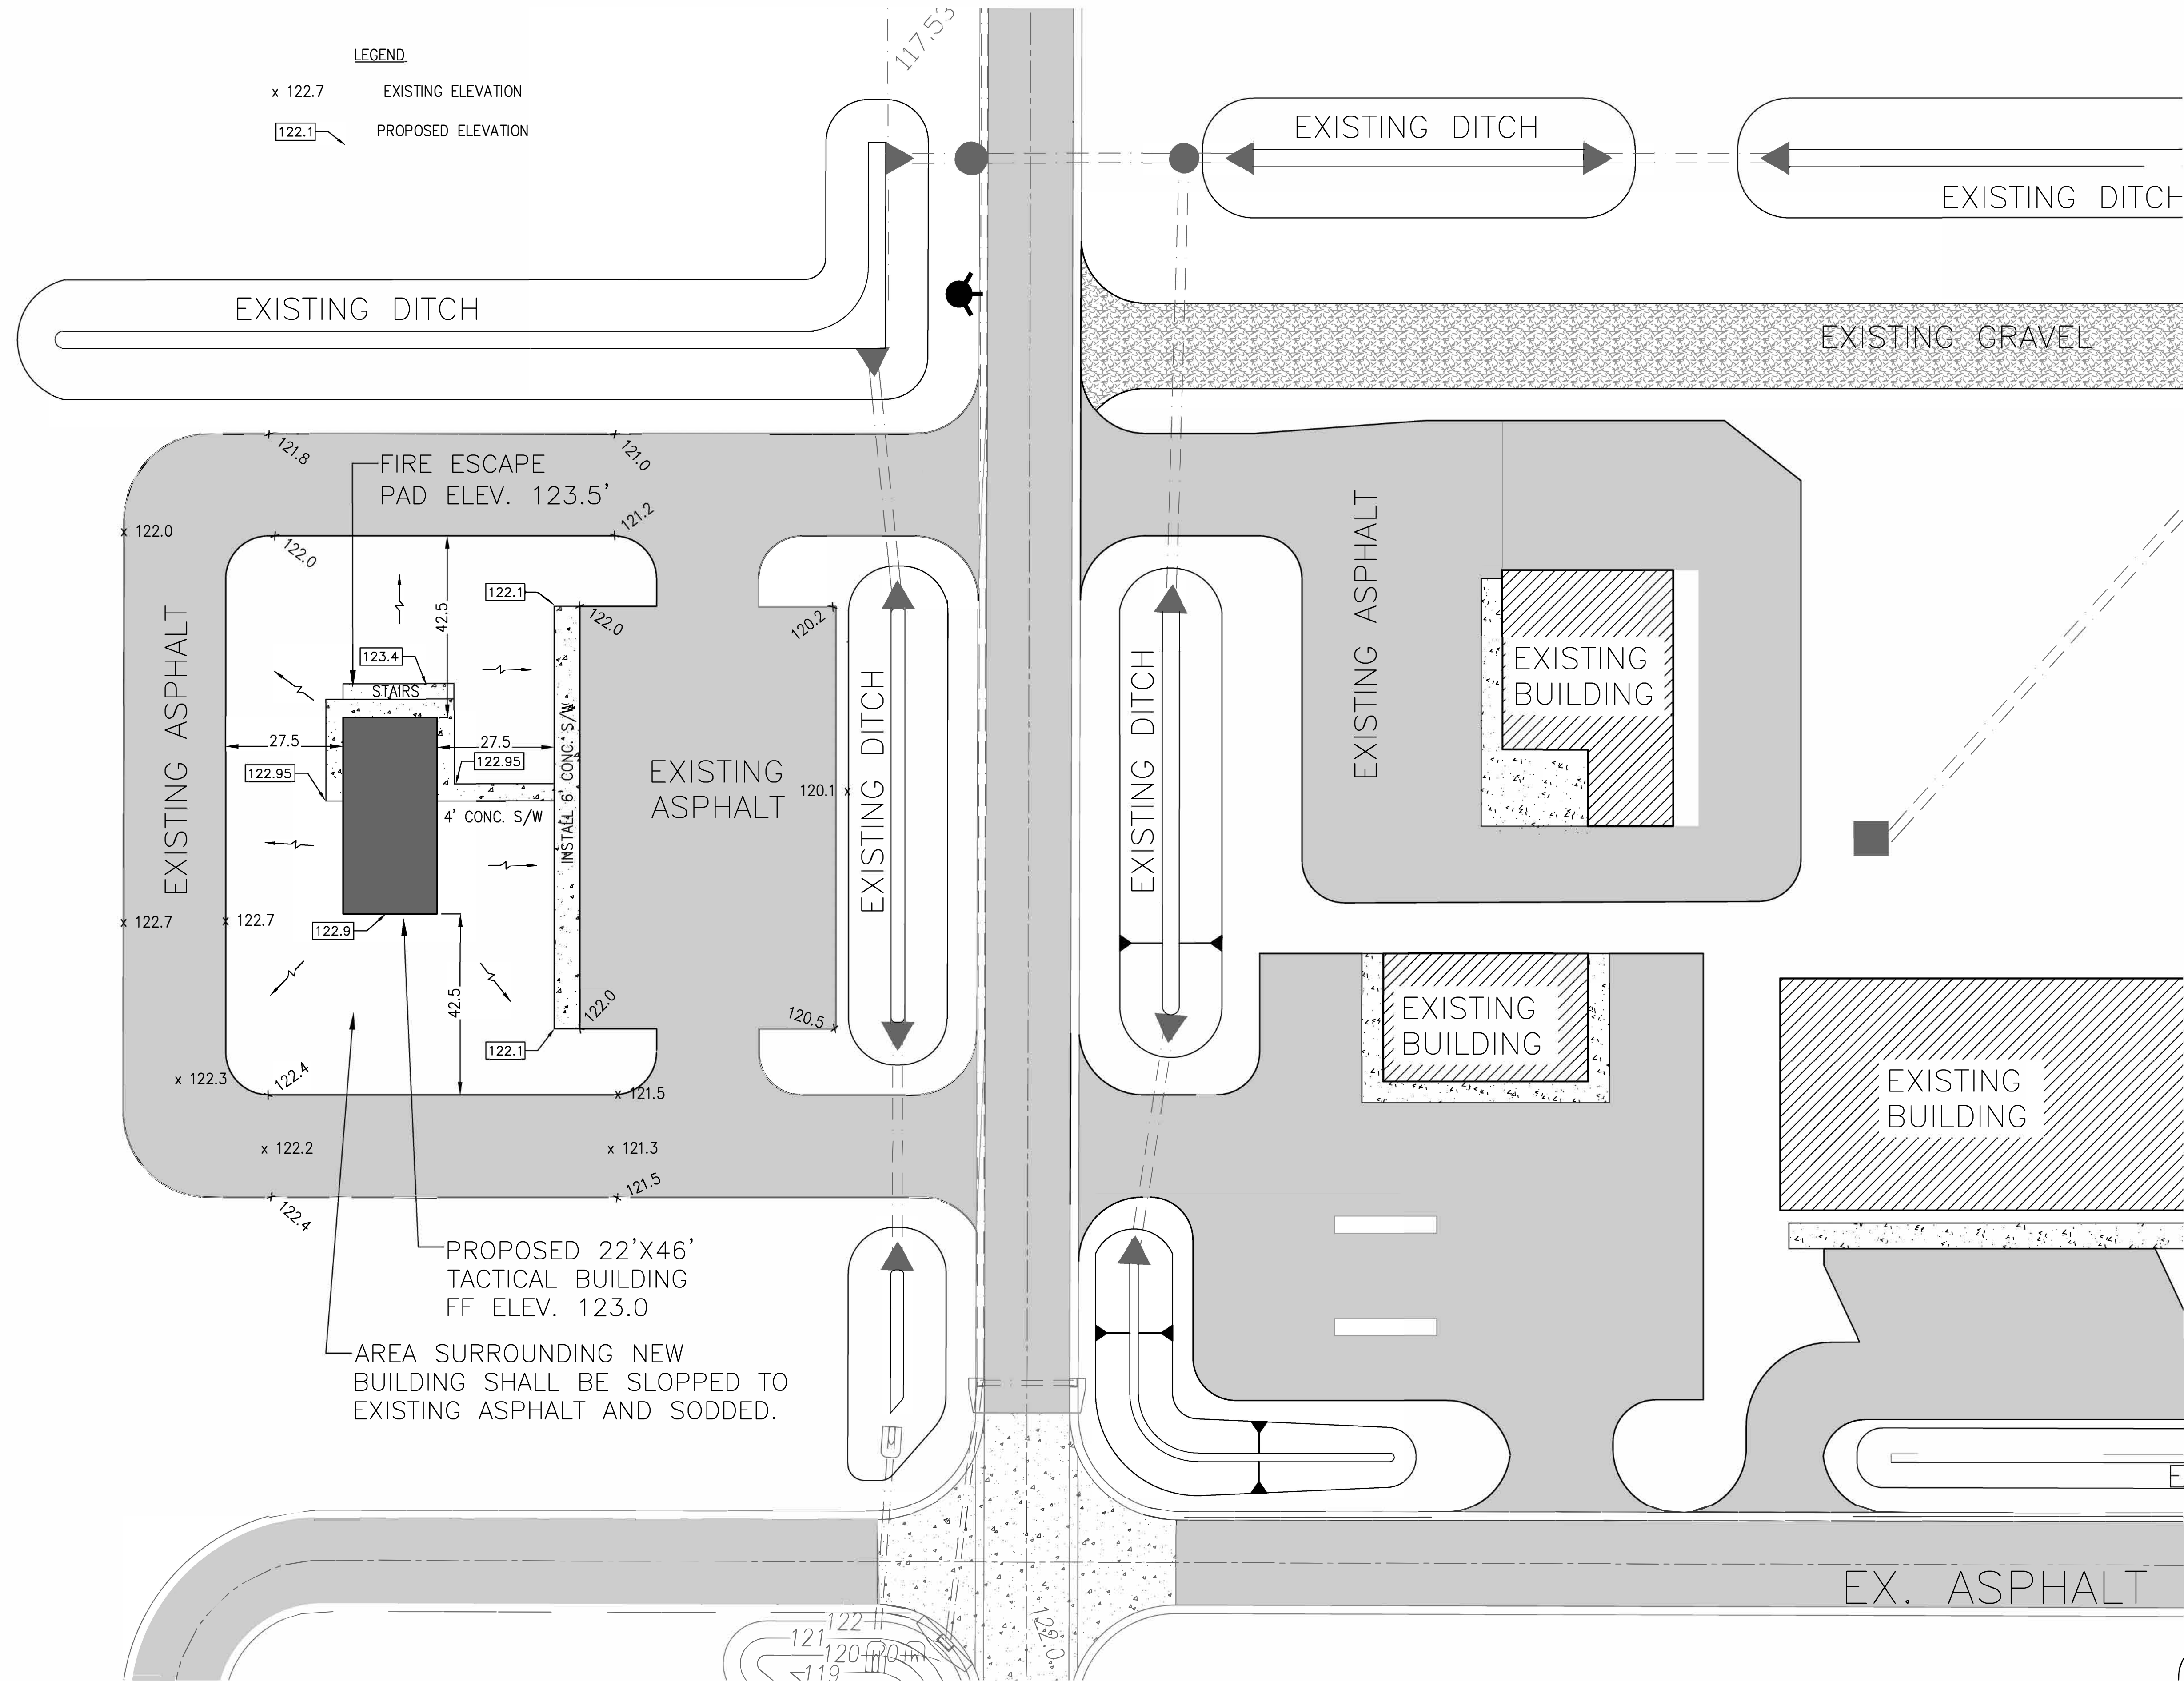 117.53
LEGEND
x 122.7 EXISTING ELEVATION
122.1 PROPOSED ELEVATION
EXISTING DITCH
EXISTING DITCH
EXISTING DITCH
EXISTING GRAVEL
121.8
121.0
FIRE ESCAPE
PAD ELEV. 123.5'
121.2
x 122.0
122.0
42.5
122.1
122.0
120.2
123.4
STAIRS
27.5
27.5
122.95
122.95
4' CONC. S/W
INSTALL 6' CONC. S/W
EXISTING ASPHALT
EXISTING
ASPHALT
120.1 x
EXISTING DITCH
EXISTING DITCH
EXISTING ASPHALT
EXISTING
BUILDING
x 122.7
x 122.7
122.9
42.5
122.0
120.5
122.1
EXISTING
BUILDING
EXISTING
BUILDING
x 122.3
122.4
x 121.5
x 122.2
x 121.3
121.5
122.4
PROPOSED 22'X46'
TACTICAL BUILDING
FF ELEV. 123.0
AREA SURROUNDING NEW
BUILDING SHALL BE SLOPPED TO
EXISTING ASPHALT AND SODDED.
E
EX. ASPHALT
122
121
120
119
122.0